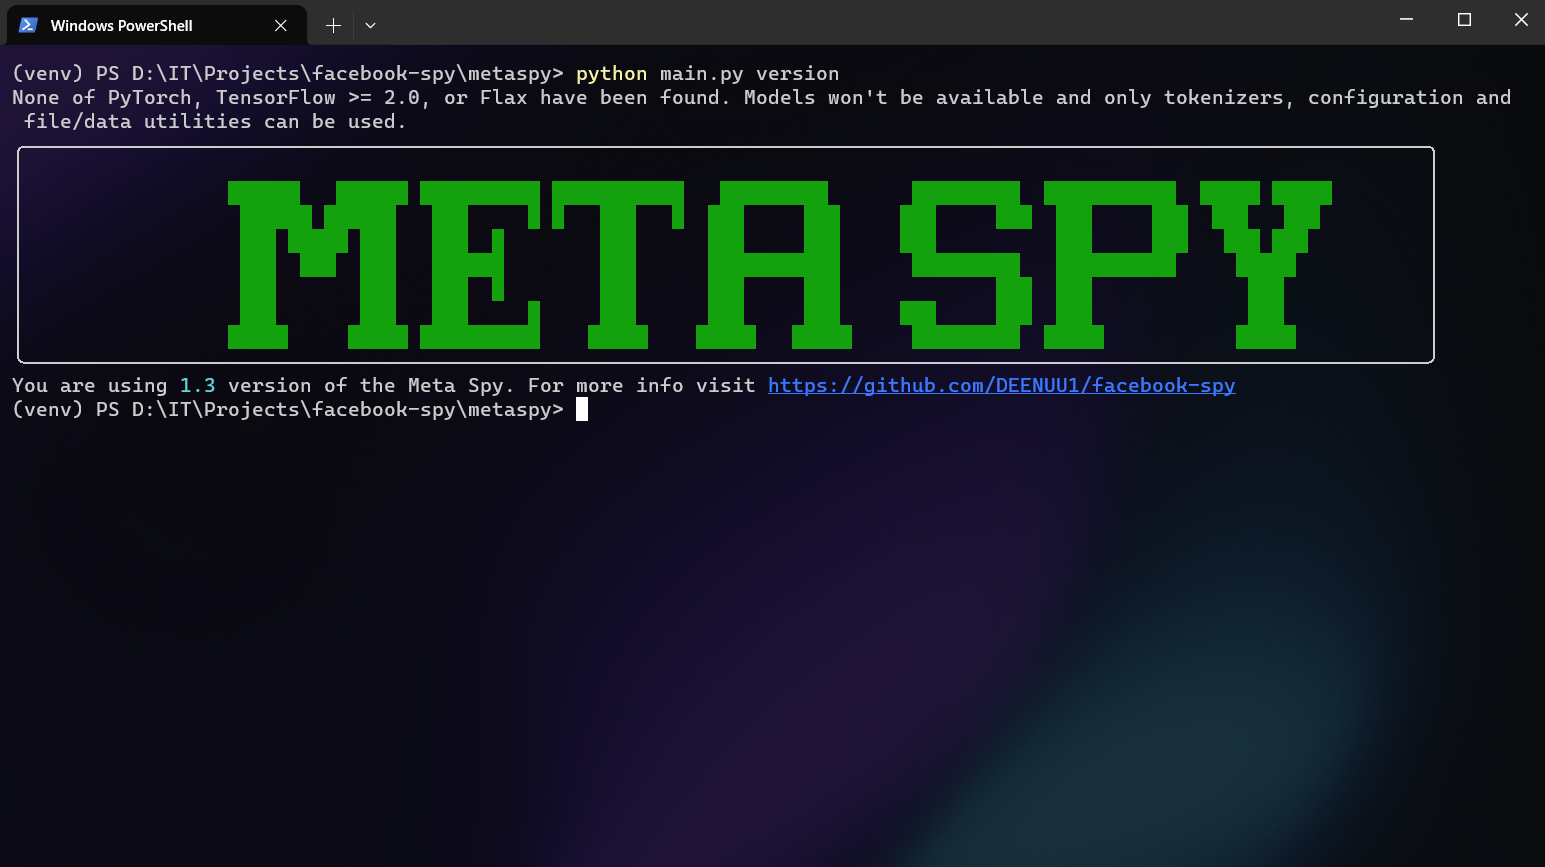 Windows PowerShell
(venv) PS D:\IT\Projects\facebook-spy\metaspy> python main.py version
None of PyTorch, TensorFlow >= 2.0, or Flax have been found. Models won't be available and only tokenizers, configuration and
file/data utilities can be used.
META SPY
You are using 1.3 version of the Meta Spy. For more info visit https://github.com/DEENUU1/facebook-spy
(venv) PS D:\IT\Projects\facebook-spy\metaspy>